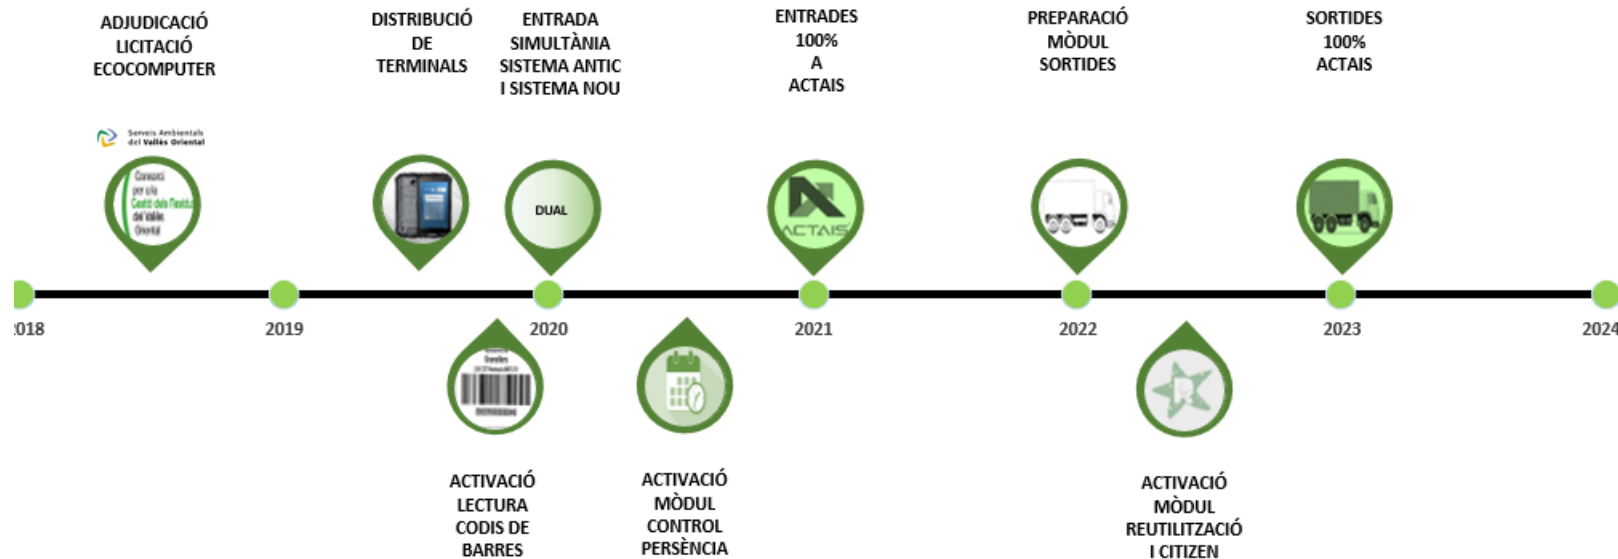 ADJUDICACIÓ
LICITACIÓ
ECOCOMPUTER
DISTRIBUCIÓ
DE
TERMINALS
ENTRADA
SIMULTÀNIA
SISTEMA ANTIC
I SISTEMA NOU
ENTRADES
100%
A
ACTAIS
PREPARACIÓ
MÒDUL
SORTIDES
SORTIDES
100%
ACTAIS
Serveis Ambientals
del Vallès Oriental
Consorci
per a la
Gestió dels Residu
del Vallès
Oriental
DUAL
ACTAIS
2018
2019
2020
2021
2022
2023
2024
ACTIVACIÓ
LECTURA
CODIS DE
BARRES
ACTIVACIÓ
MÒDUL
CONTROL
PERSÈNCIA
ACTIVACIÓ
MÒDUL
REUTILITZACIÓ
I CITIZEN